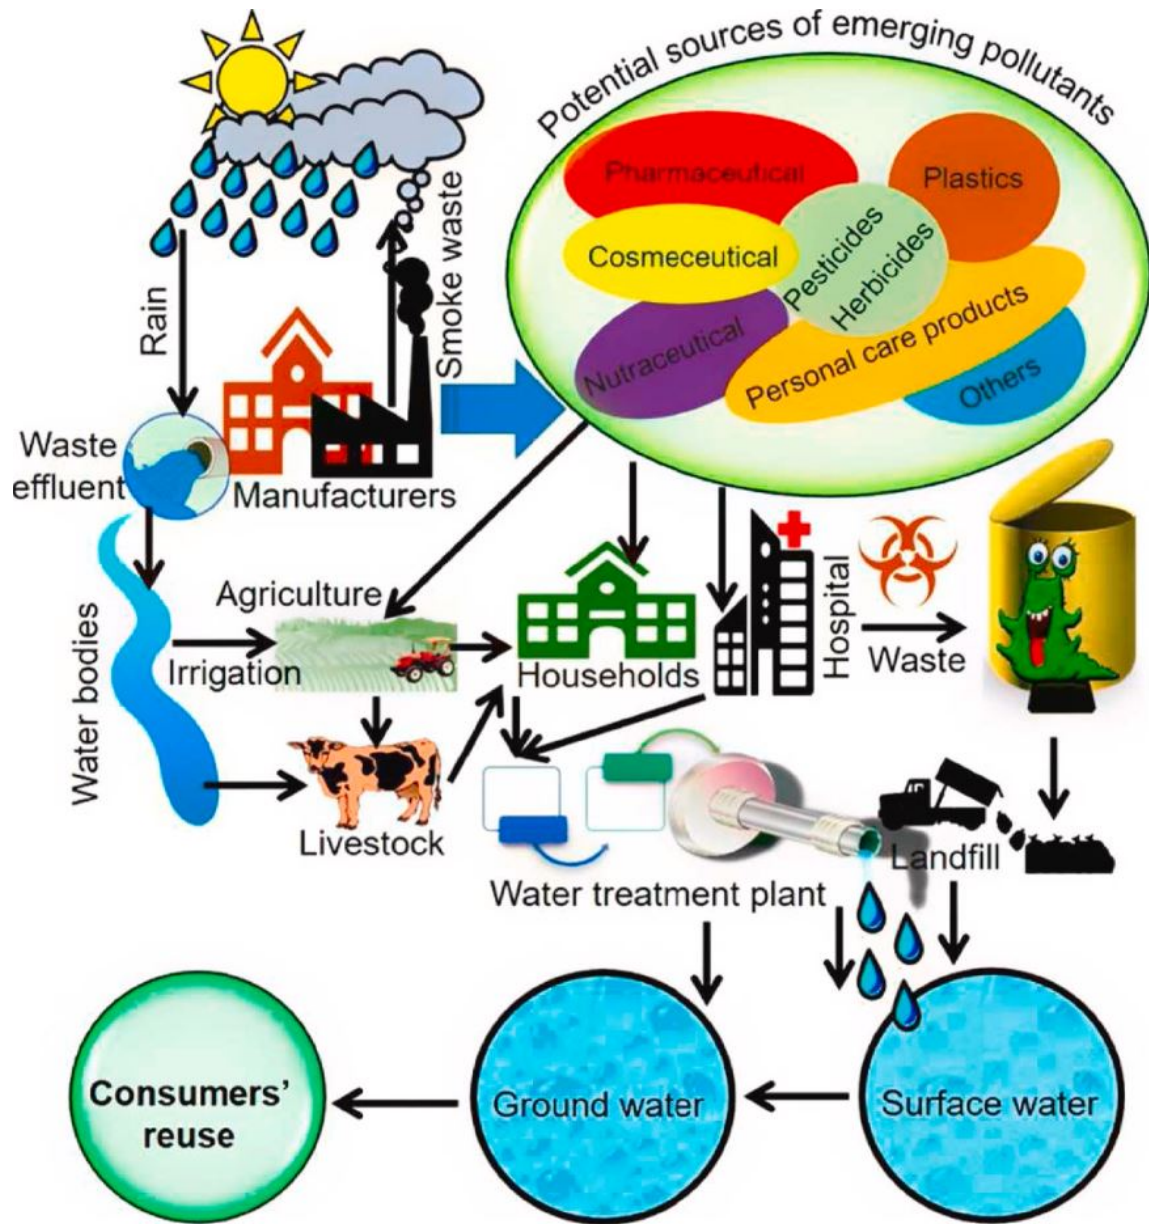 Potential sources of emerging pollutants
Pharmaceutical
Plastics
Cosmeceutical
Pesticides
Herbicides
Nutraceutical
Personal care products
Others
Rain
Smoke waste
Waste
effluent
Manufacturers
Water bodies
Agriculture
Irrigation
Households
Hospital
Waste
Livestock
Landfill
Water treatment plant
Consumers’
reuse
Ground water
Surface water